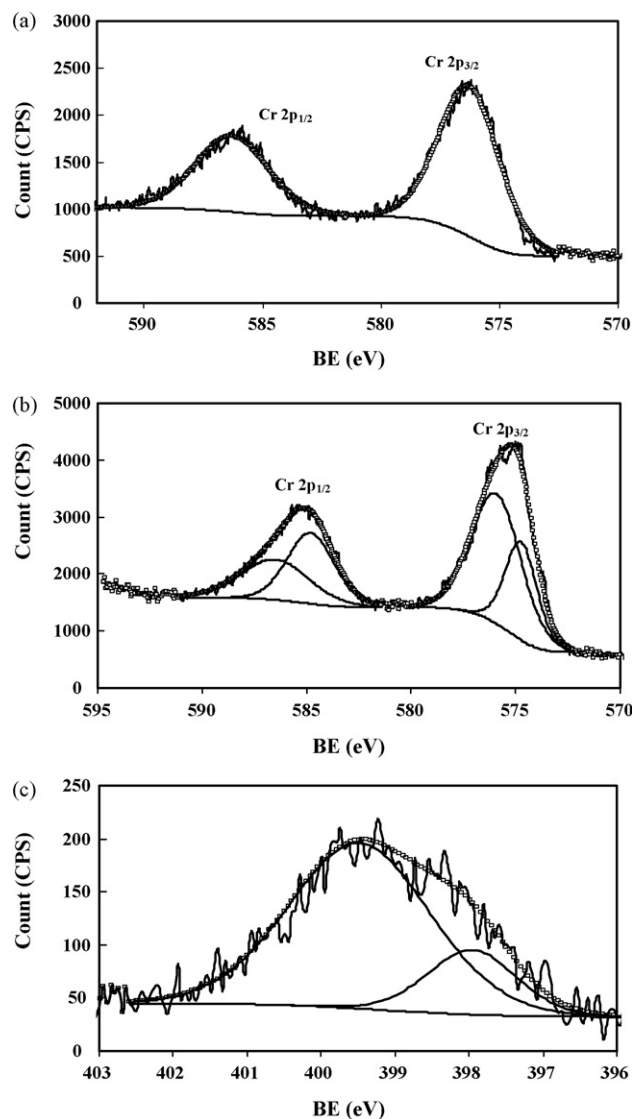 (a)
3000
2500
2000
1500
1000
500
0
Count (CPS)
Cr 2p1/2
Cr 2p3/2
590
585
580
575
570
BE (eV)
(b)
5000
4000
3000
2000
1000
0
Count (CPS)
Cr 2p1/2
Cr 2p3/2
595
590
585
580
575
570
BE (eV)
(c)
250
200
150
100
50
0
Count (CPS)
403
402
401
400
399
398
397
396
BE (eV)